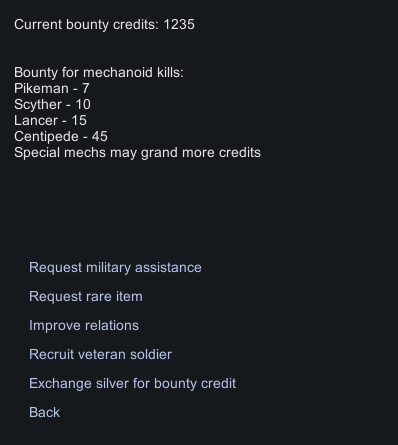 Current bounty credits: 1235
Bounty for mechanoid kills:
Pikeman - 7
Scyther - 10
Lancer - 15
Centipede - 45
Special mechs may grand more credits
Request military assistance
Request rare item
Improve relations
Recruit veteran soldier
Exchange silver for bounty credit
Back